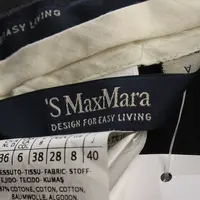 EASY LIVING
'S MaxMara
DESIGN FOR EASY LIVING
36 6 38 28 8 40
TESSUTO-TISSU-FABRIC STOFF
TEJIDO-TECIDO-KUMAŞ
97% COTONE, COTTON, COTON,
BAUMWOLLE, ALGODON